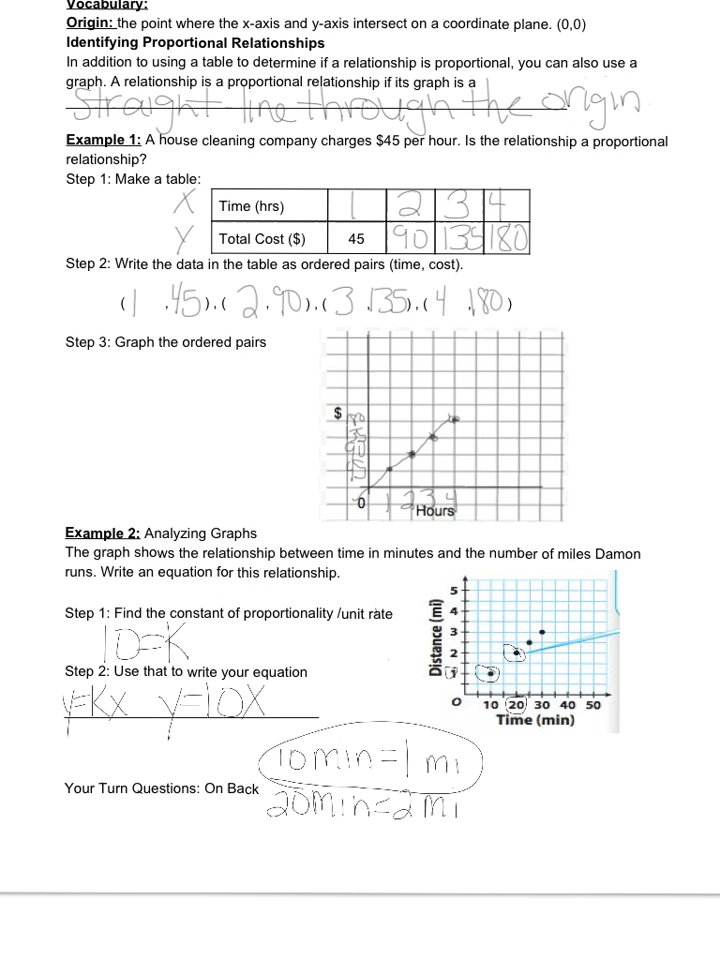 Vocabulary:
Origin: the point where the x-axis and y-axis intersect on a coordinate plane. (0,0)
Identifying Proportional Relationships
In addition to using a table to determine if a relationship is proportional, you can also use a
graph. A relationship is a proportional relationship if its graph is a
Straight line through the origin
Example 1: A house cleaning company charges $45 per hour. Is the relationship a proportional
relationship?
Step 1: Make a table:
X Time (hrs) 1 2 3 4
Y Total Cost ($) 45 90 135 180
Step 2: Write the data in the table as ordered pairs (time, cost).
(1 ,45),( 2,90),(3 ,135),(4 ,180)
Step 3: Graph the ordered pairs
$
0 1 2 3 4
Hours
Example 2: Analyzing Graphs
The graph shows the relationship between time in minutes and the number of miles Damon
runs. Write an equation for this relationship.
Step 1: Find the constant of proportionality /unit rate
10=K
Step 2: Use that to write your equation
y=Kx y=10x
Distance (mi)
5
4
3
2
1
O 10 20 30 40 50
Time (min)
10min=1 mi
Your Turn Questions: On Back
20min=2 mi